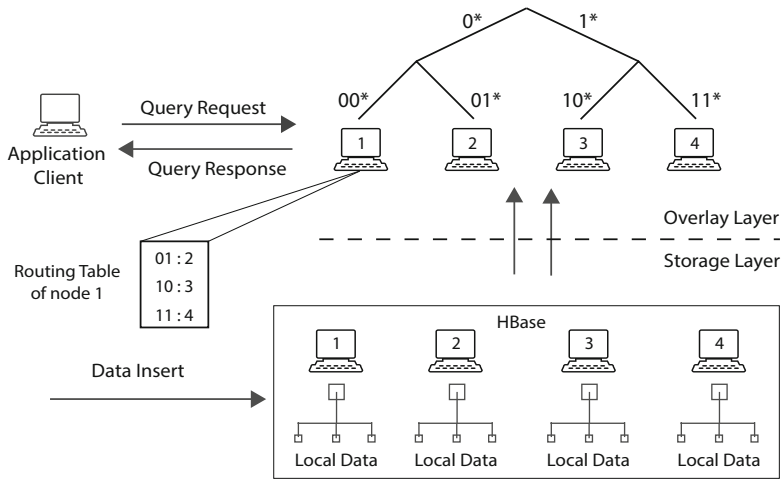 0* 1*
00* 01* 10* 11*
Query Request
1 2 3 4
Application
Client
Query Response
Overlay Layer
Storage Layer
Routing Table
of node 1
01 : 2
10 : 3
11 : 4
HBase
1 2 3 4
Data Insert
Local Data Local Data Local Data Local Data